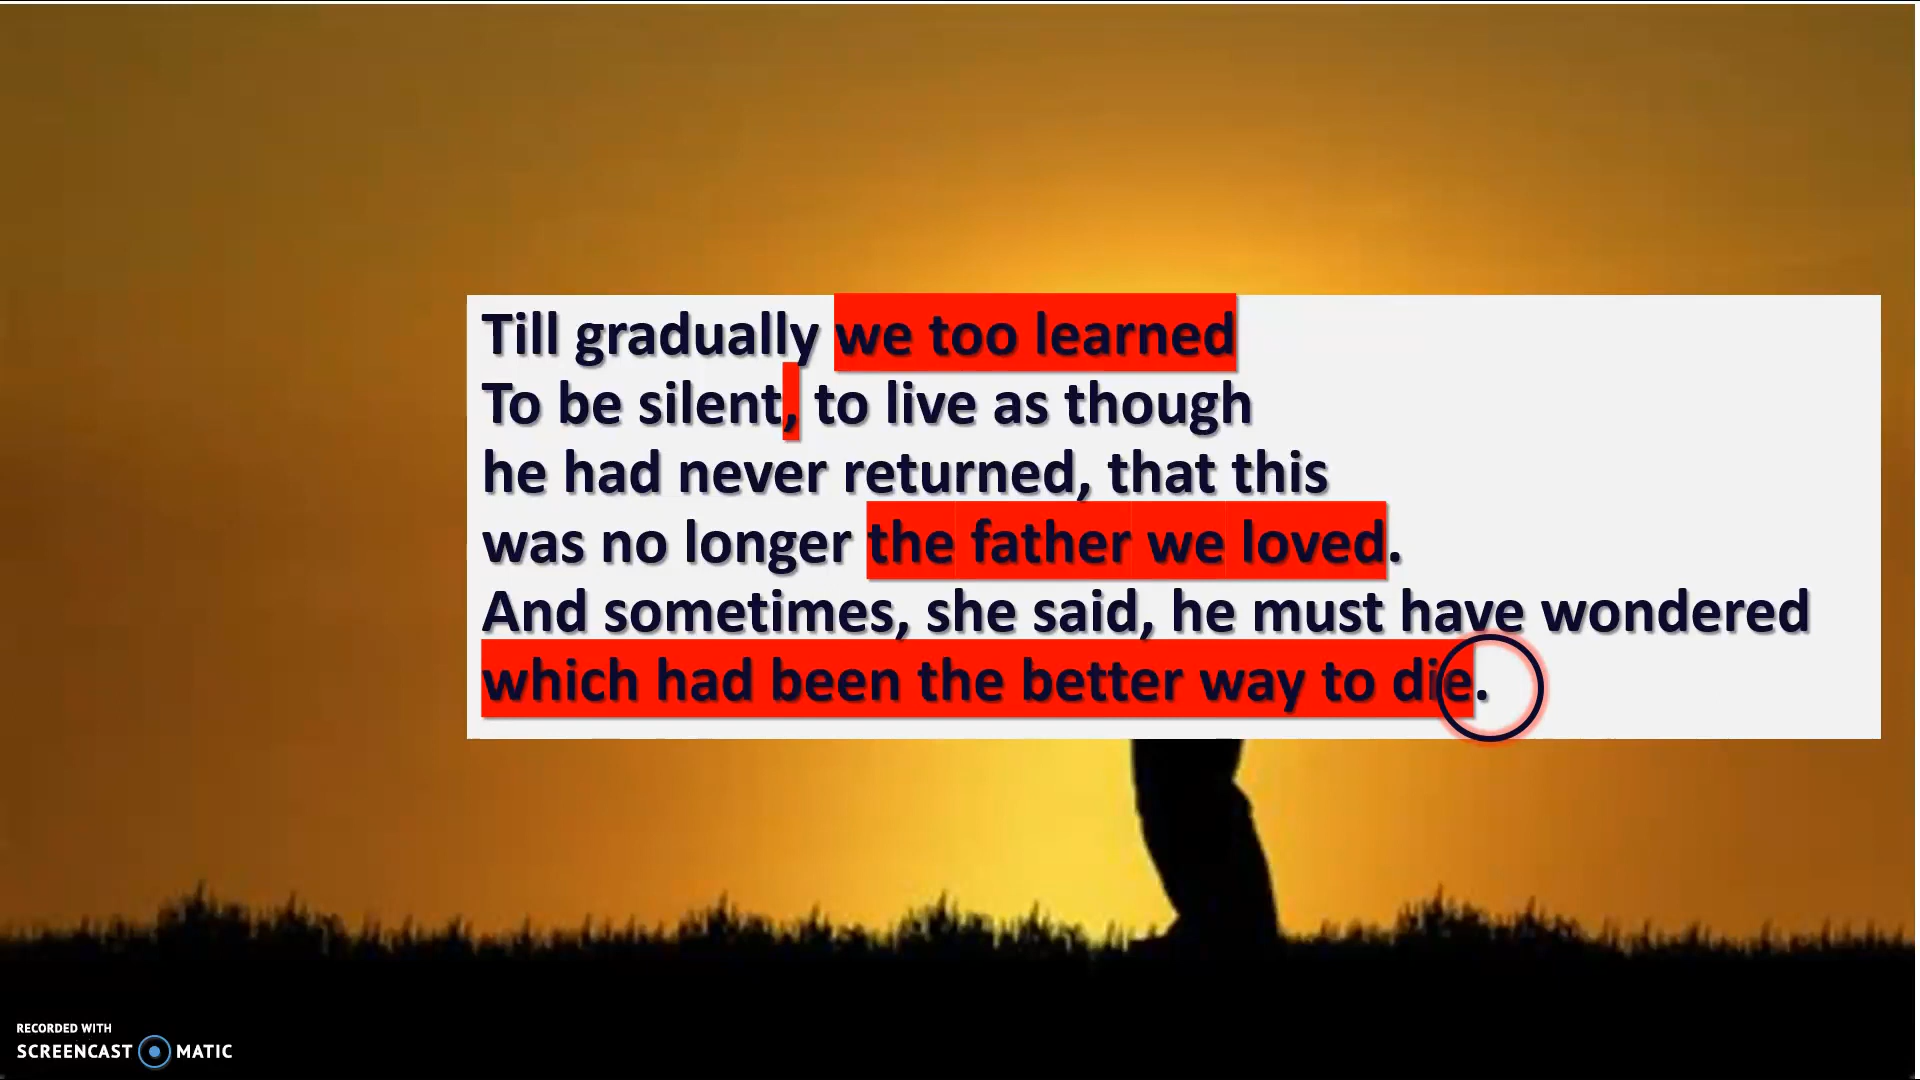 Till gradually we too learned
To be silent, to live as though
he had never returned, that this
was no longer the father we loved.
And sometimes, she said, he must have wondered
which had been the better way to die.
RECORDED WITH
SCREENCAST MATIC